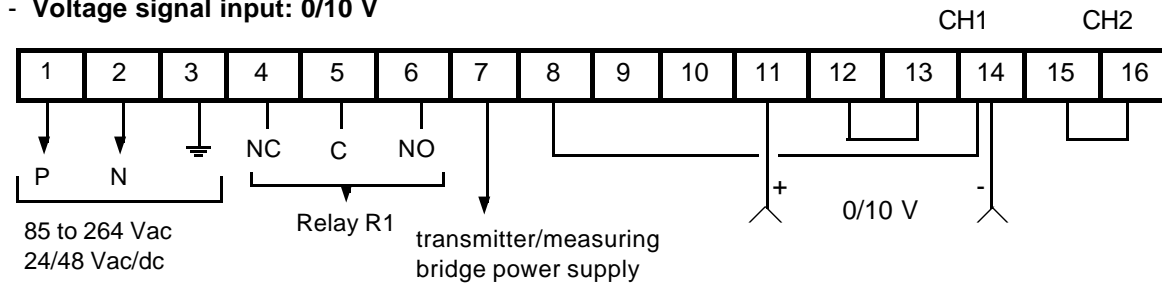 - Voltage signal input: 0/10 V
CH1 CH2
1 2 3 4 5 6 7 8 9 10 11 12 13 14 15 16
NC C NO
P N
+ -
0/10 V
Relay R1
85 to 264 Vac
24/48 Vac/dc
transmitter/measuring
bridge power supply